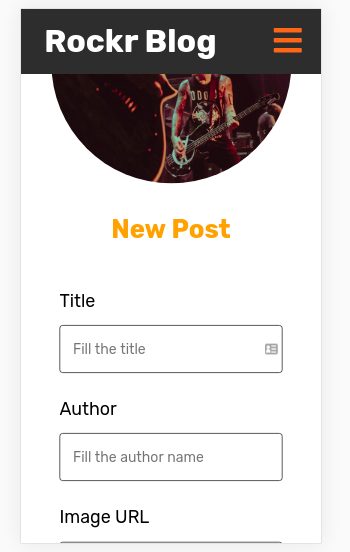 Rockr Blog
New Post
Title
Fill the title
Author
Fill the author name
Image URL